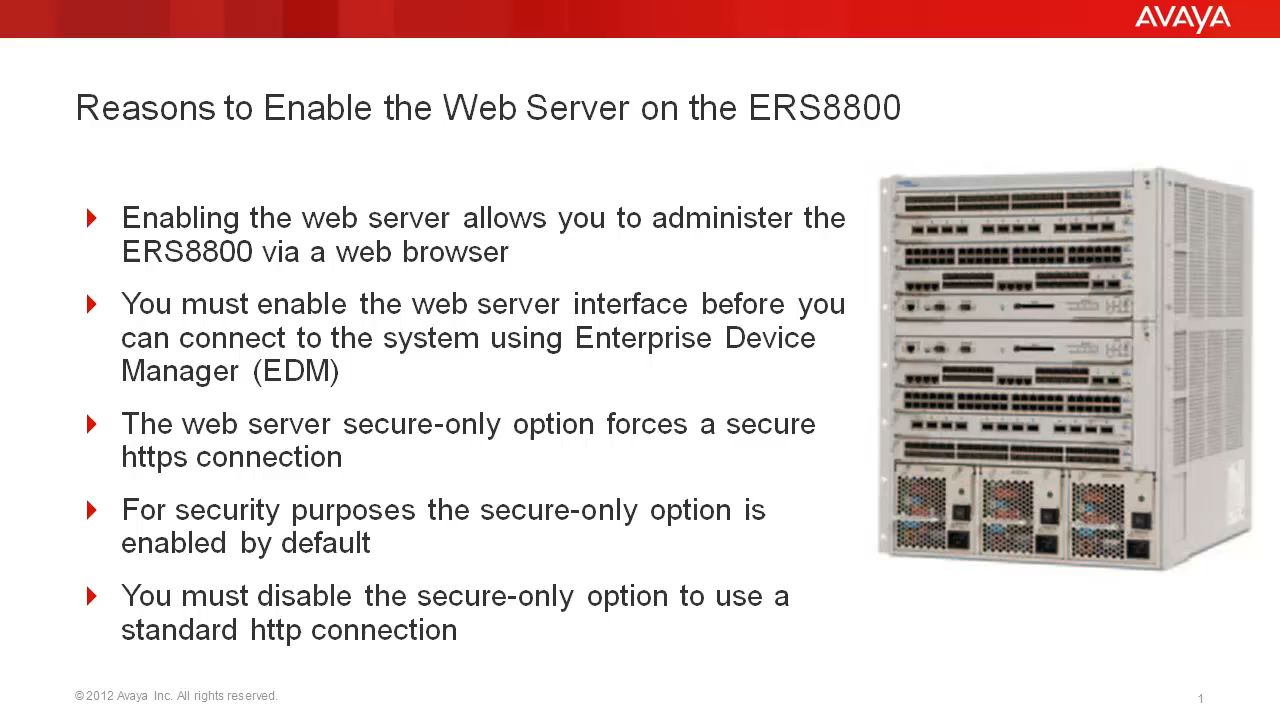 AVAYA
Reasons to Enable the Web Server on the ERS8800
Enabling the web server allows you to administer the
ERS8800 via a web browser
You must enable the web server interface before you
can connect to the system using Enterprise Device
Manager (EDM)
The web server secure-only option forces a secure
https connection
For security purposes the secure-only option is
enabled by default
You must disable the secure-only option to use a
standard http connection
© 2012 Avaya Inc. All rights reserved.
1